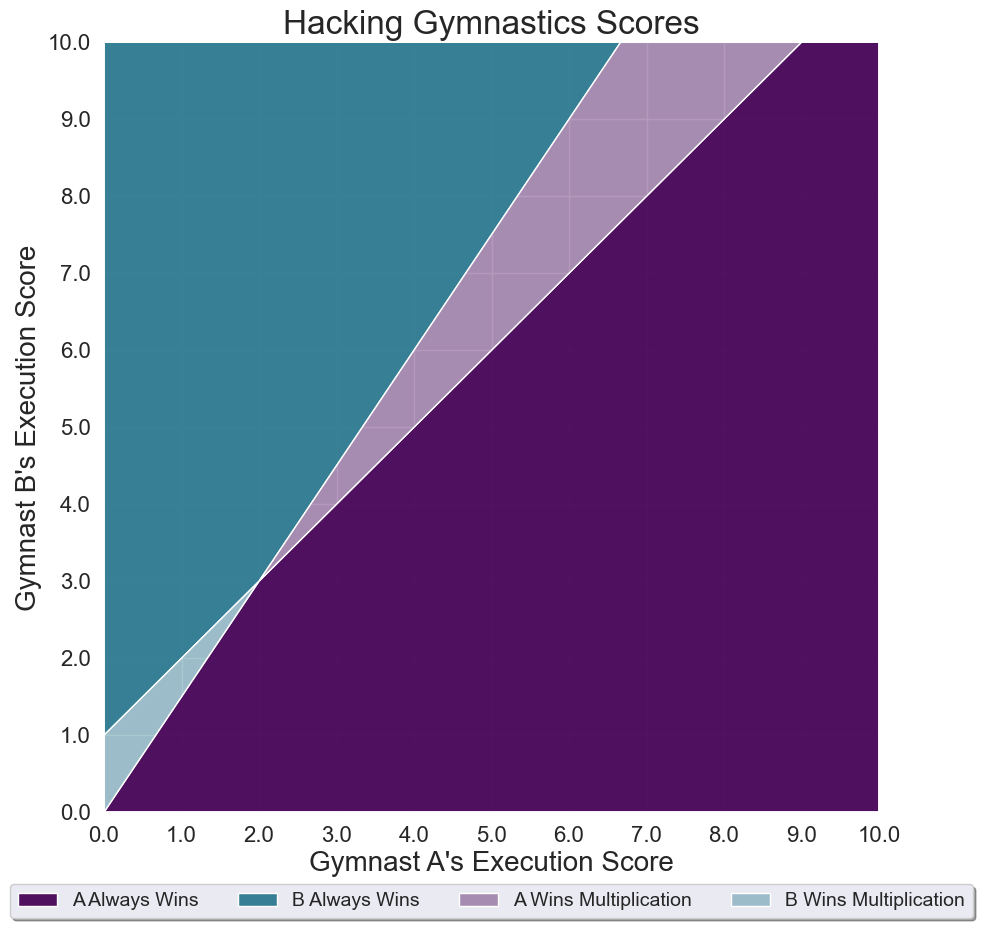 Hacking Gymnastics Scores
10.0
9.0
8.0
7.0
6.0
5.0
4.0
3.0
2.0
1.0
0.0
Gymnast B's Execution Score
0.0 1.0 2.0 3.0 4.0 5.0 6.0 7.0 8.0 9.0 10.0
Gymnast A's Execution Score
A Always Wins B Always Wins A Wins Multiplication B Wins Multiplication